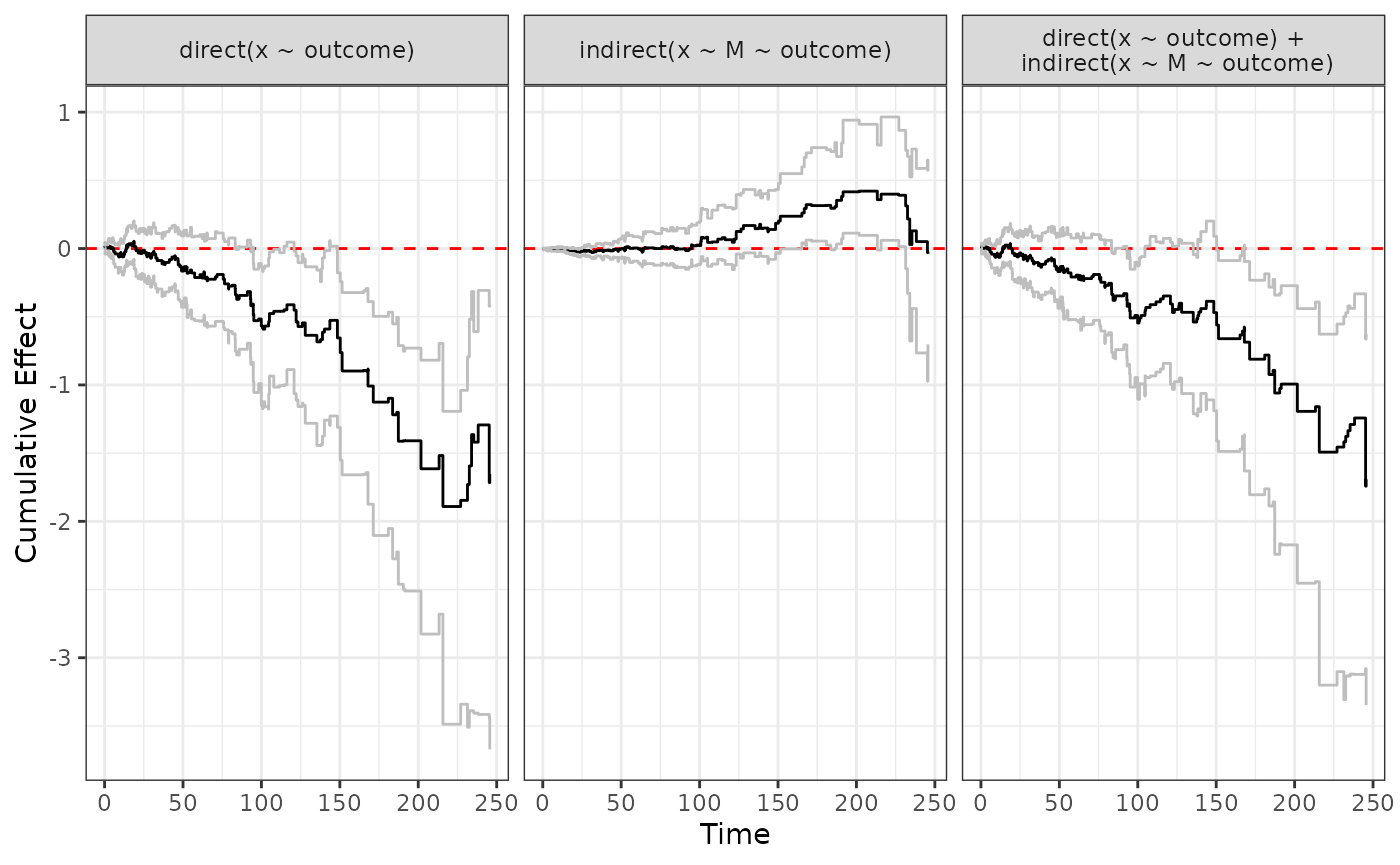 direct(x ~ outcome)
indirect(x ~ M ~ outcome)
direct(x ~ outcome) +
indirect(x ~ M ~ outcome)
Cumulative Effect
1
0
-1
-2
-3
0 50 100 150 200 250
0 50 100 150 200 250
0 50 100 150 200 250
Time